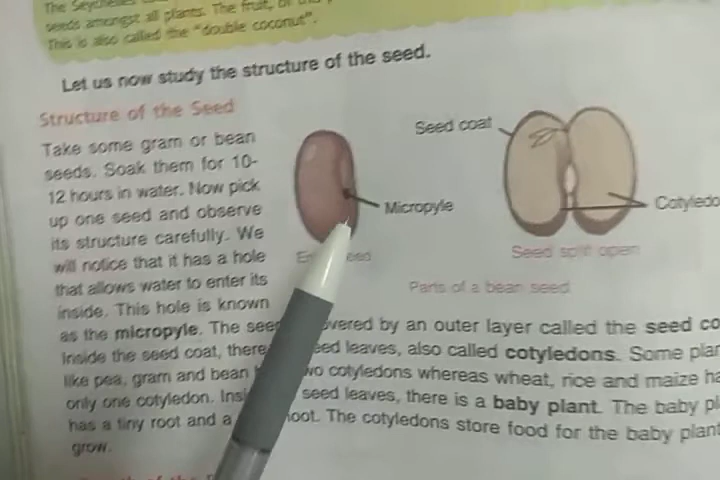 The Seychelles
seeds amongst all plants. The fruit, of
This is also called the "double coconut".
Let us now study the structure of the seed.
Structure of the Seed
Take some gram or bean
seeds. Soak them for 10-
12 hours in water. Now pick
up one seed and observe
its structure carefully. We
will notice that it has a hole
that allows water to enter its
inside. This hole is known
as the micropyle. The see overed by an outer layer called the seed co
Inside the seed coat, there eed leaves, also called cotyledons. Some plan
like pea, gram and bean wo cotyledons whereas wheat, rice and maize ha
only one cotyledon. Insi seed leaves, there is a baby plant. The baby pl
has a tiny root and a hoot. The cotyledons store food for the baby plant
grow.
Micropyle
Seed coat
Cotyledo
Seed split open
Parts of a bean seed